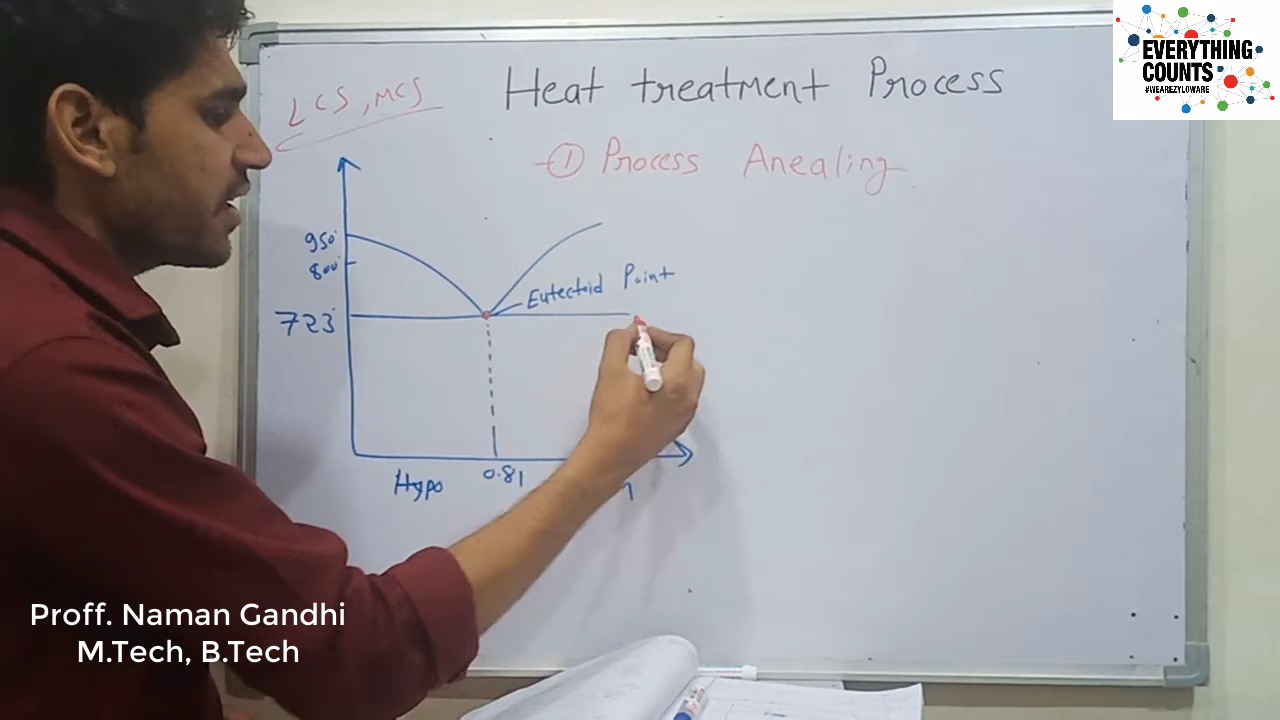 LCS, MCS
Heat treatment Process
① Process Anealing
950°
800°
723°
Eutectoid Point
Hypo
0.81
EVERYTHING
COUNTS
#WEAREZYLOWARE
Proff. Naman Gandhi
M.Tech, B.Tech